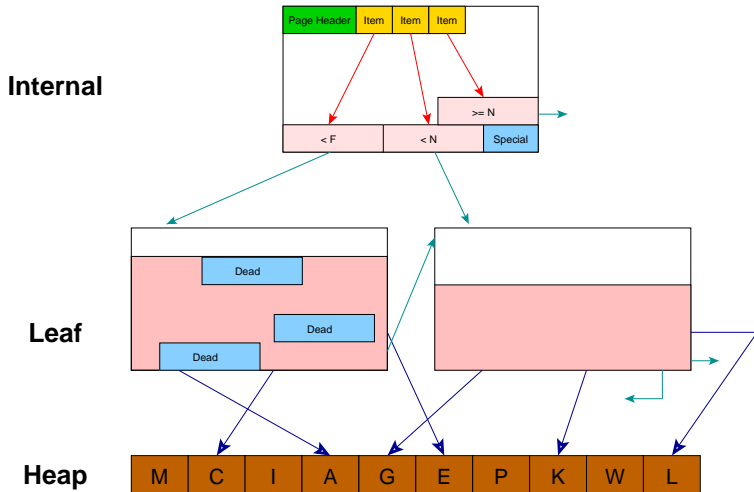 Page Header Item Item Item
Internal
>= N
< F < N Special
Dead
Dead
Leaf
Dead
Heap M C I A G E P K W L